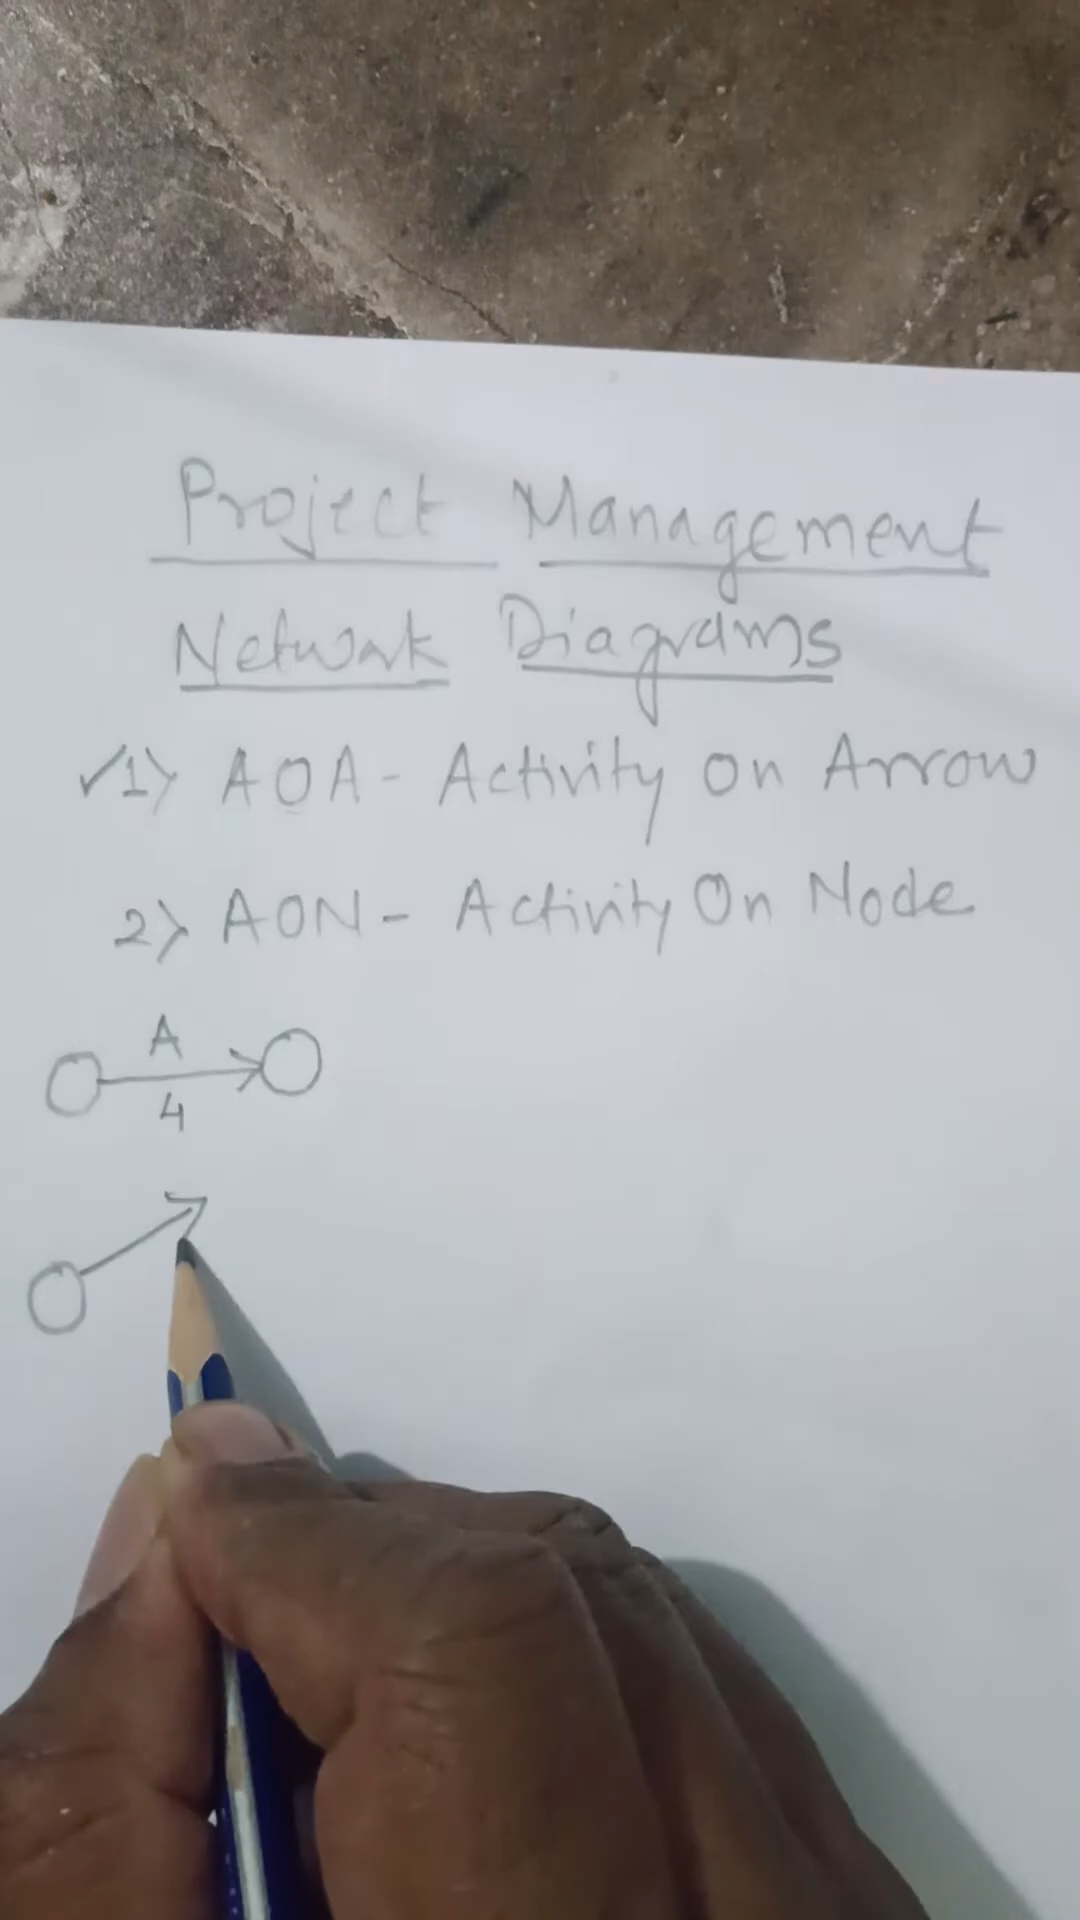 Project Management
Network Diagrams
✓1> AOA - Activity On Arrow
2> AON - Activity On Node
A
4